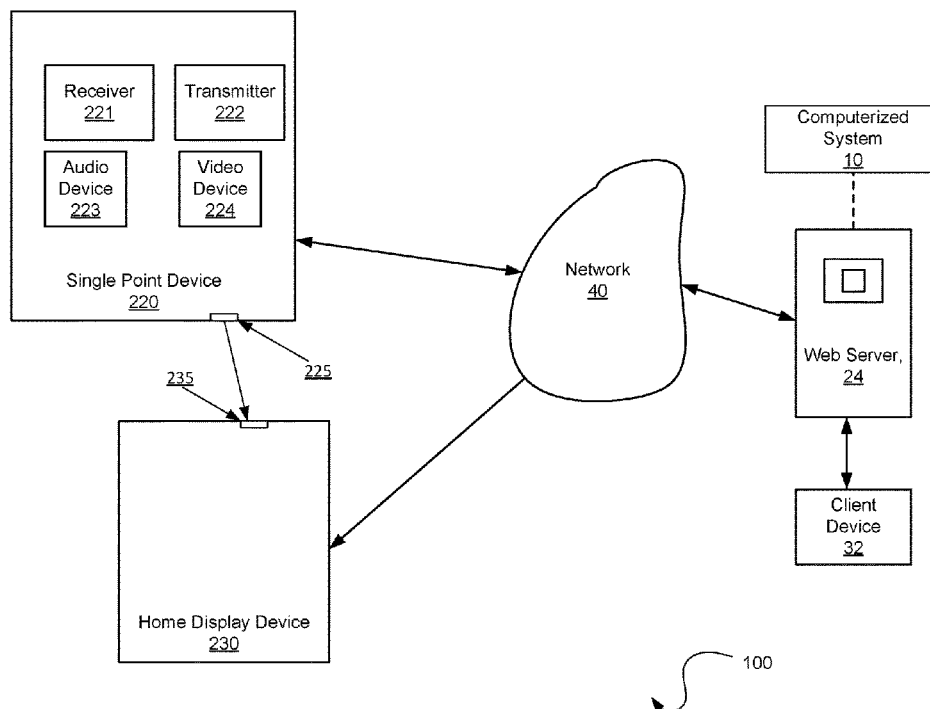 Receiver
221
Transmitter
222
Audio
Device
223
Video
Device
224
Single Point Device
220
225
235
Home Display Device
230
Network
40
Computerized
System
10
Web Server,
24
Client
Device
32
100